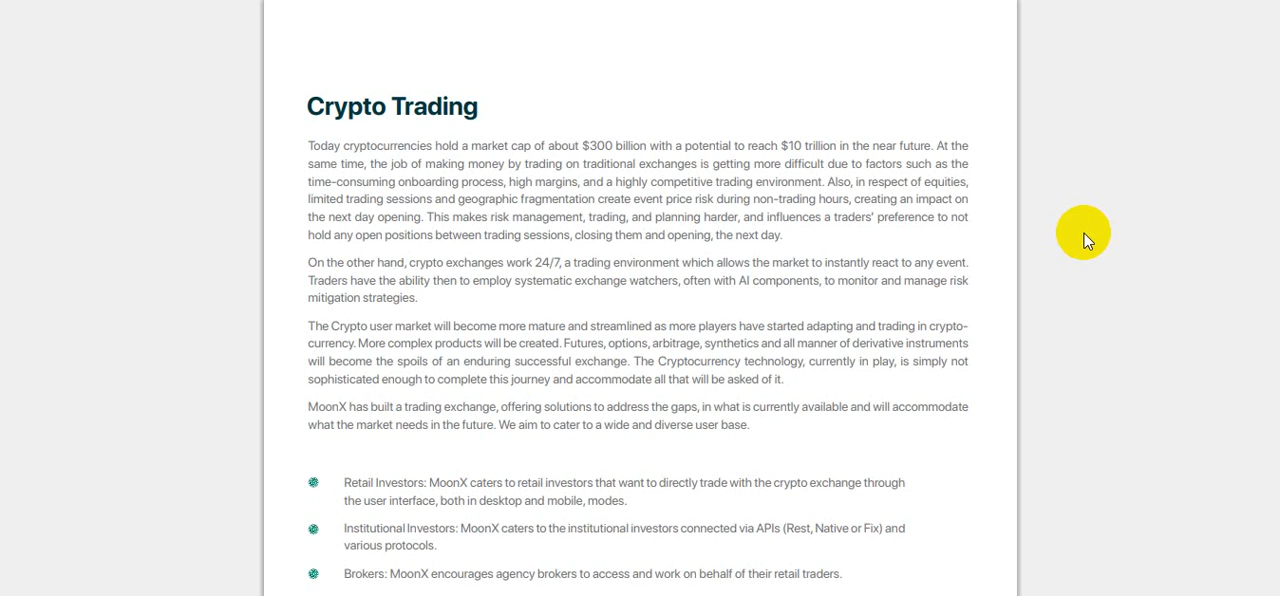 Crypto Trading
Today cryptocurrencies hold a market cap of about $300 billion with a potential to reach $10 trillion in the near future. At the
same time, the job of making money by trading on traditional exchanges is getting more difficult due to factors such as the
time-consuming onboarding process, high margins, and a highly competitive trading environment. Also, in respect of equities,
limited trading sessions and geographic fragmentation create event price risk during non-trading hours, creating an impact on
the next day opening. This makes risk management, trading, and planning harder, and influences a traders' preference to not
hold any open positions between trading sessions, closing them and opening, the next day.
On the other hand, crypto exchanges work 24/7, a trading environment which allows the market to instantly react to any event.
Traders have the ability then to employ systematic exchange watchers, often with AI components, to monitor and manage risk
mitigation strategies.
The Crypto user market will become more mature and streamlined as more players have started adapting and trading in crypto-
currency. More complex products will be created. Futures, options, arbitrage, synthetics and all manner of derivative instruments
will become the spoils of an enduring successful exchange. The Cryptocurrency technology, currently in play, is simply not
sophisticated enough to complete this journey and accommodate all that will be asked of it.
MoonX has built a trading exchange, offering solutions to address the gaps, in what is currently available and will accommodate
what the market needs in the future. We aim to cater to a wide and diverse user base.
Retail Investors: MoonX caters to retail investors that want to directly trade with the crypto exchange through
the user interface, both in desktop and mobile, modes.
Institutional Investors: MoonX caters to the institutional investors connected via APIs (Rest, Native or Fix) and
various protocols.
Brokers: MoonX encourages agency brokers to access and work on behalf of their retail traders.